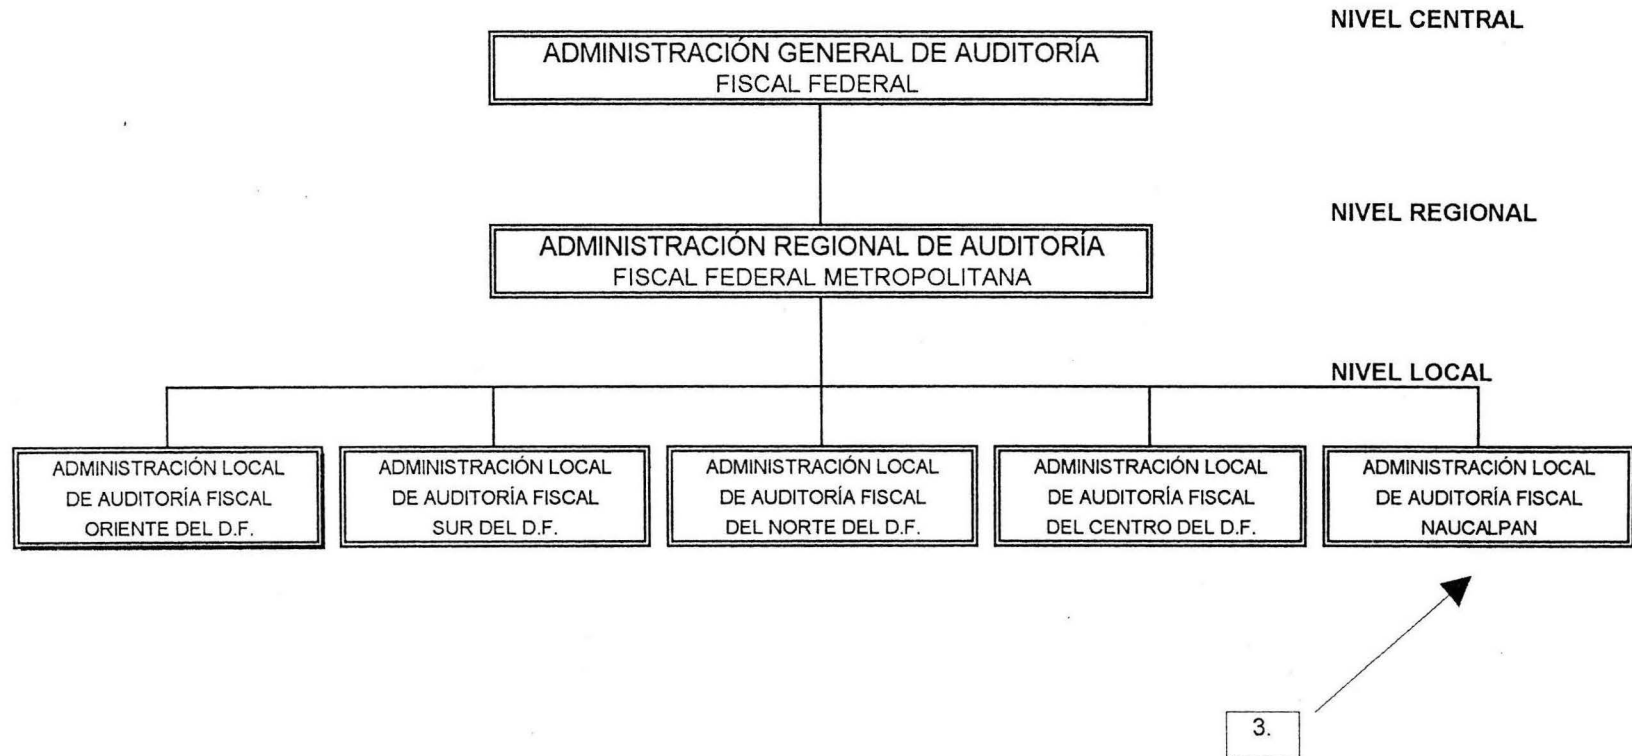 NIVEL CENTRAL
ADMINISTRACIÓN GENERAL DE AUDITORÍA
FISCAL FEDERAL
NIVEL REGIONAL
ADMINISTRACIÓN REGIONAL DE AUDITORÍA
FISCAL FEDERAL METROPOLITANA
NIVEL LOCAL
ADMINISTRACIÓN LOCAL
DE AUDITORÍA FISCAL
ORIENTE DEL D.F.
ADMINISTRACIÓN LOCAL
DE AUDITORÍA FISCAL
SUR DEL D.F.
ADMINISTRACIÓN LOCAL
DE AUDITORÍA FISCAL
DEL NORTE DEL D.F.
ADMINISTRACIÓN LOCAL
DE AUDITORÍA FISCAL
DEL CENTRO DEL D.F.
ADMINISTRACIÓN LOCAL
DE AUDITORÍA FISCAL
NAUCALPAN
3.